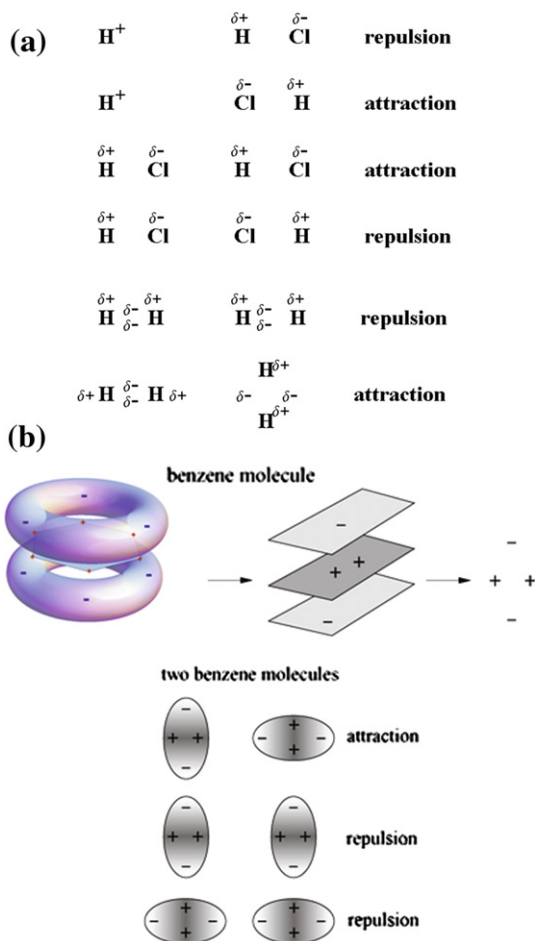 (a)
δ+ δ−
H+ H Cl repulsion
δ− δ+
H+ Cl H attraction
δ+ δ− δ+ δ−
H Cl H Cl attraction
δ+ δ− δ− δ+
H Cl Cl H repulsion
δ+ δ− δ+ δ+ δ− δ+
H δ− H H δ− H repulsion
Hδ+
δ+ H δ− δ− H δ+ δ− δ− attraction
Hδ+
(b)
benzene molecule
− − −
+ + + + + +
− − −
−
+ +
−
−
+ +
−
two benzene molecules
− +
+ + − − attraction
− +
− −
+ + + + repulsion
− −
+ +
− − − − repulsion
+ +